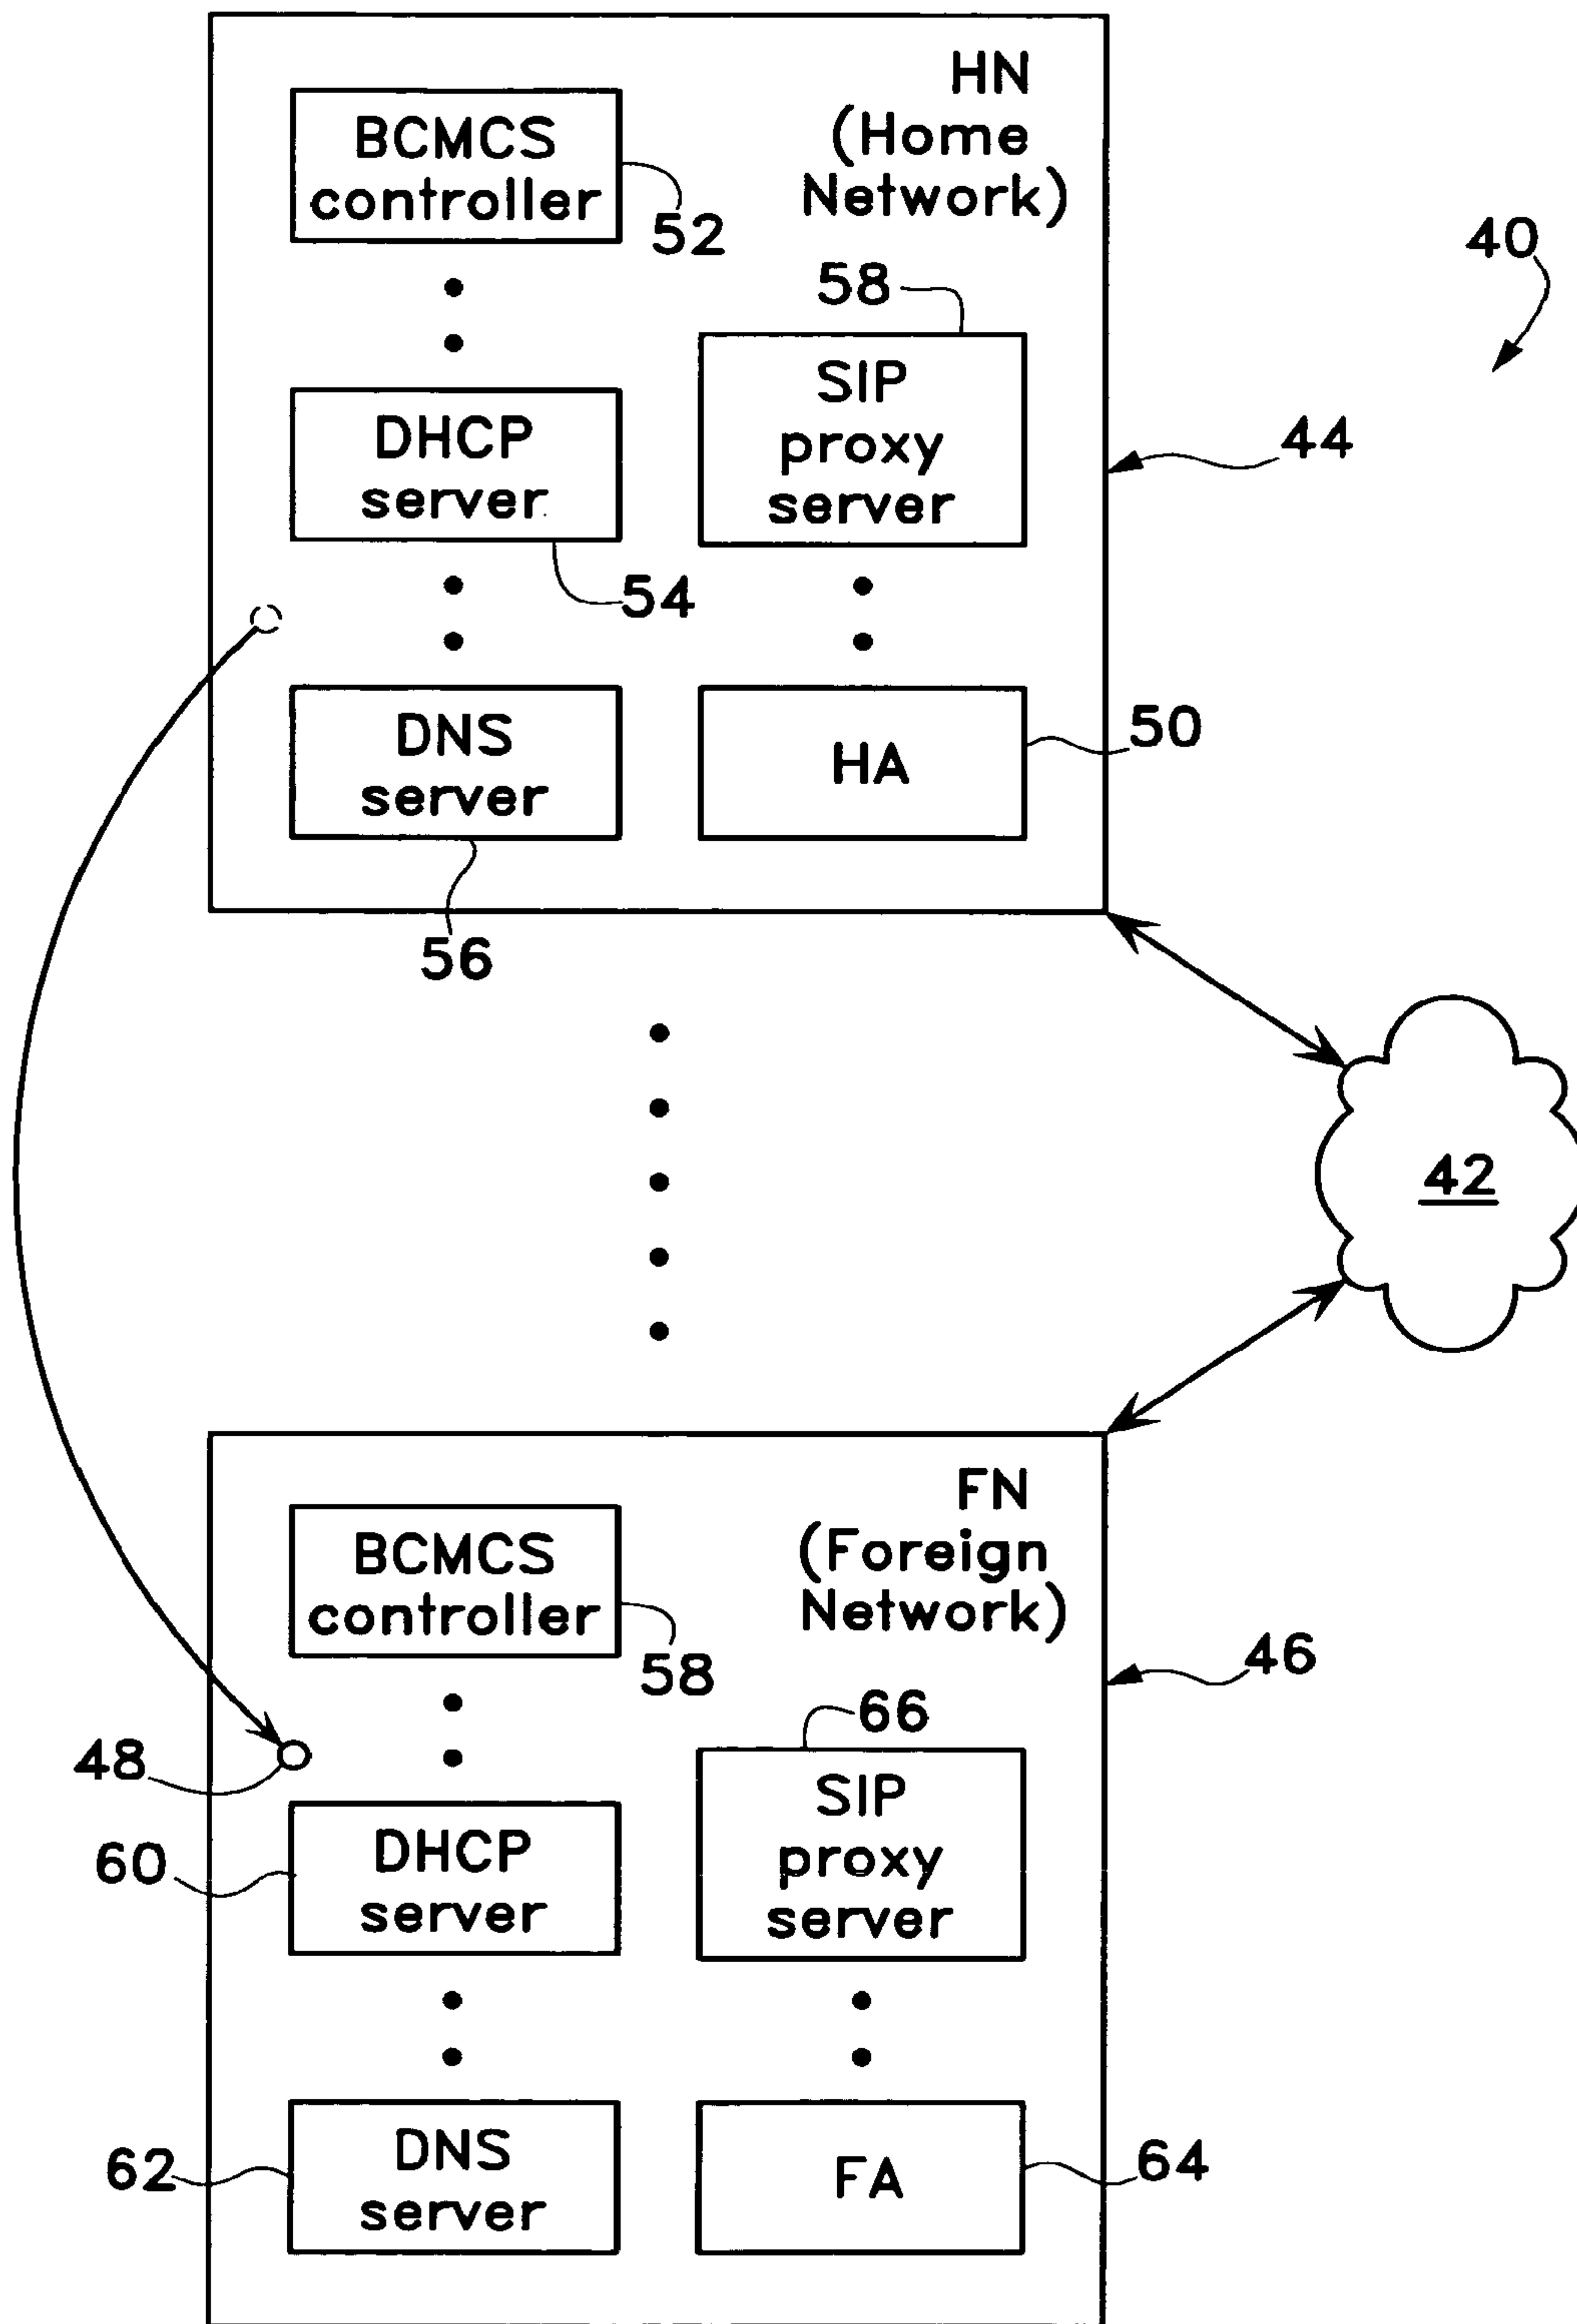 HN
(Home
Network)
BCMCS
controller
52
40
58
SIP
proxy
server
44
DHCP
server
54
DNS
server
56
HA
50
42
FN
(Foreign
Network)
BCMCS
controller
58
46
66
SIP
proxy
server
48
DHCP
server
60
DNS
server
62
FA
64